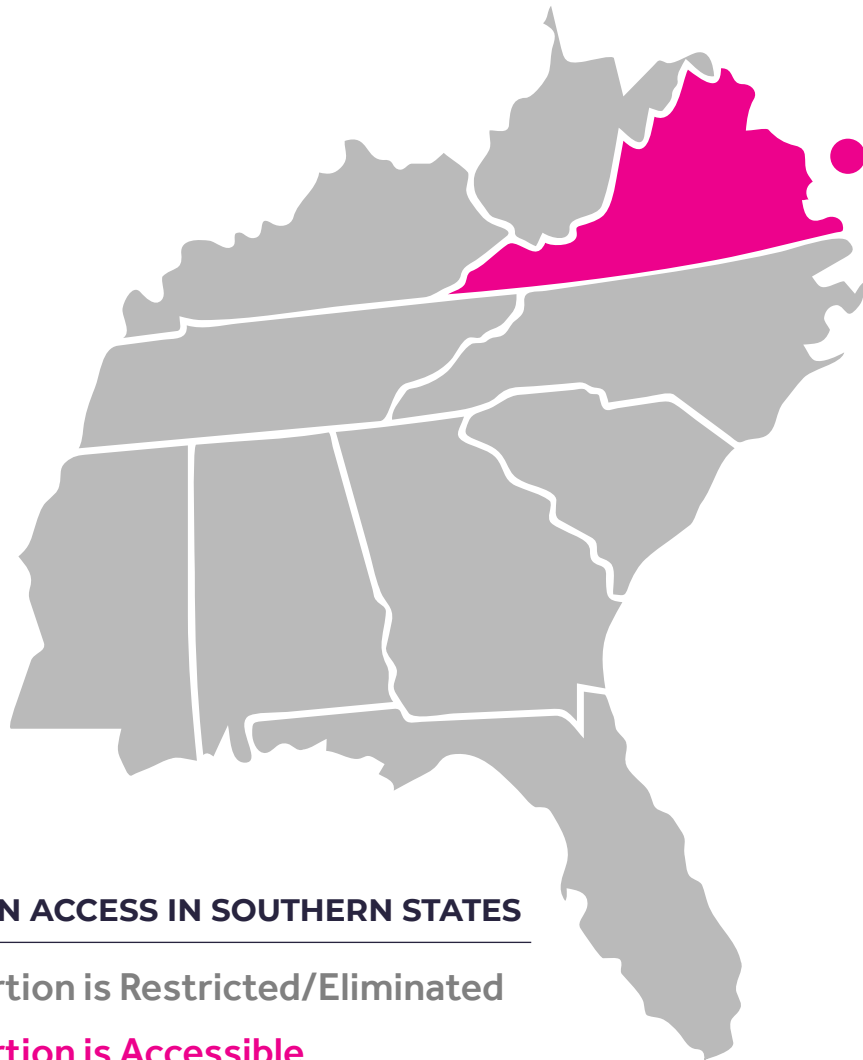 N ACCESS IN SOUTHERN STATES
rtion is Restricted/Eliminated
rtion is Accessible